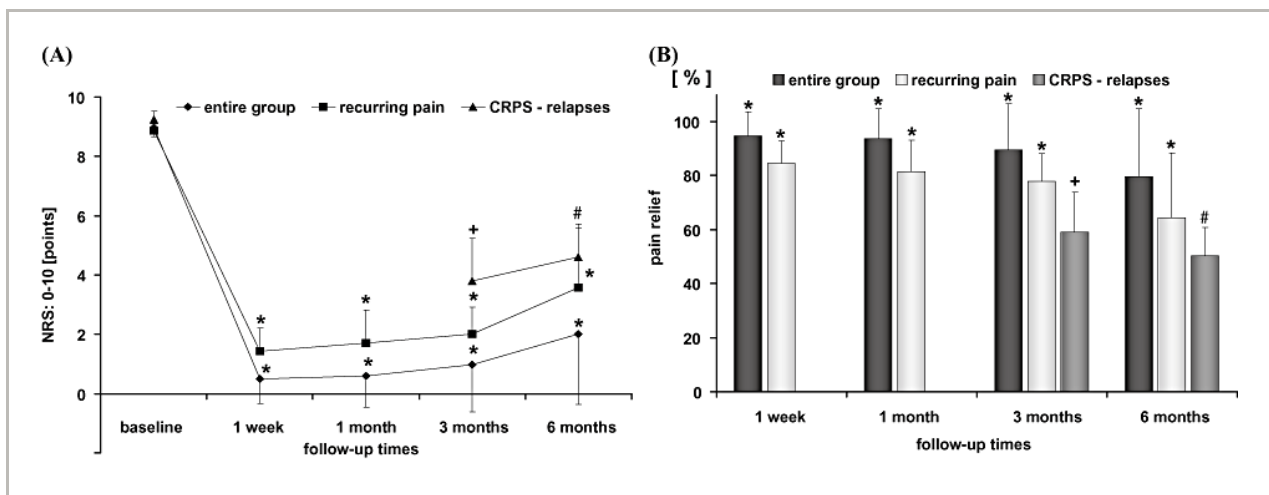 (A)
entire group recurring pain CRPS - relapses
NRS: 0-10 [points]
10
8
6
4
2
0
+
#
*
*
*
*
*
*
*
*
baseline 1 week 1 month 3 months 6 months
follow-up times
(B)
[ % ]
entire group recurring pain CRPS - relapses
pain relief
100
80
60
40
20
0
* * * * * * + * * #
1 week 1 month 3 months 6 months
follow-up times